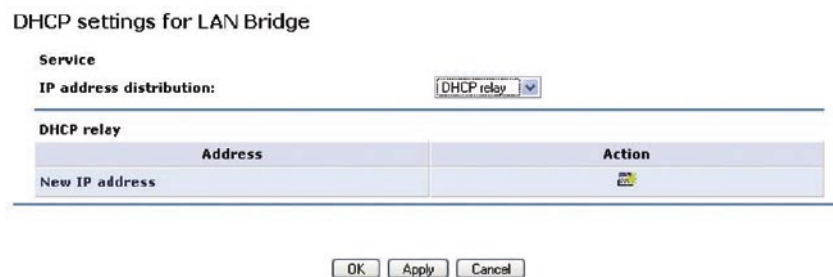 DHCP settings for LAN Bridge
Service
IP address distribution: DHCP relay
DHCP relay
Address Action
New IP address
OK Apply Cancel